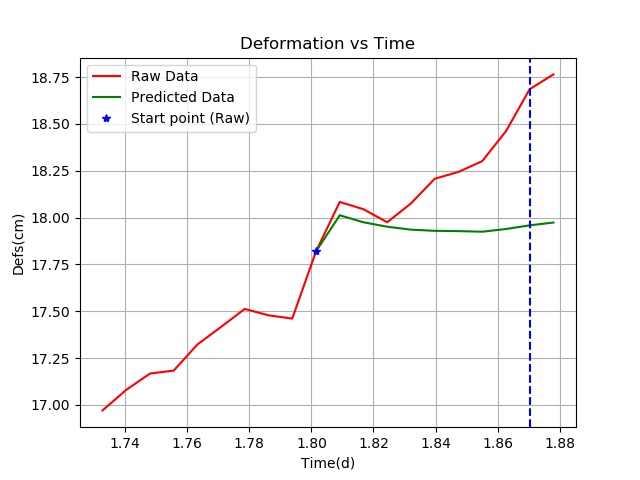 Deformation vs Time
Raw Data
Predicted Data
Start point (Raw)
18.75
18.50
18.25
18.00
17.75
17.50
17.25
17.00
Defs(cm)
1.74 1.76 1.78 1.80 1.82 1.84 1.86 1.88
Time(d)